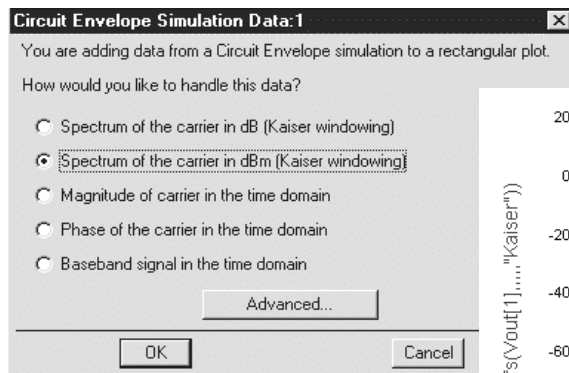 Circuit Envelope Simulation Data:1
You are adding data from a Circuit Envelope simulation to a rectangular plot.
How would you like to handle this data?
Spectrum of the carrier in dB (Kaiser windowing)
Spectrum of the carrier in dBm (Kaiser windowing)
Magnitude of carrier in the time domain
Phase of the carrier in the time domain
Baseband signal in the time domain
Advanced...
OK
Cancel
20
0
-20
-40
-60
fs(Vout[1],,,,,"Kaiser"))